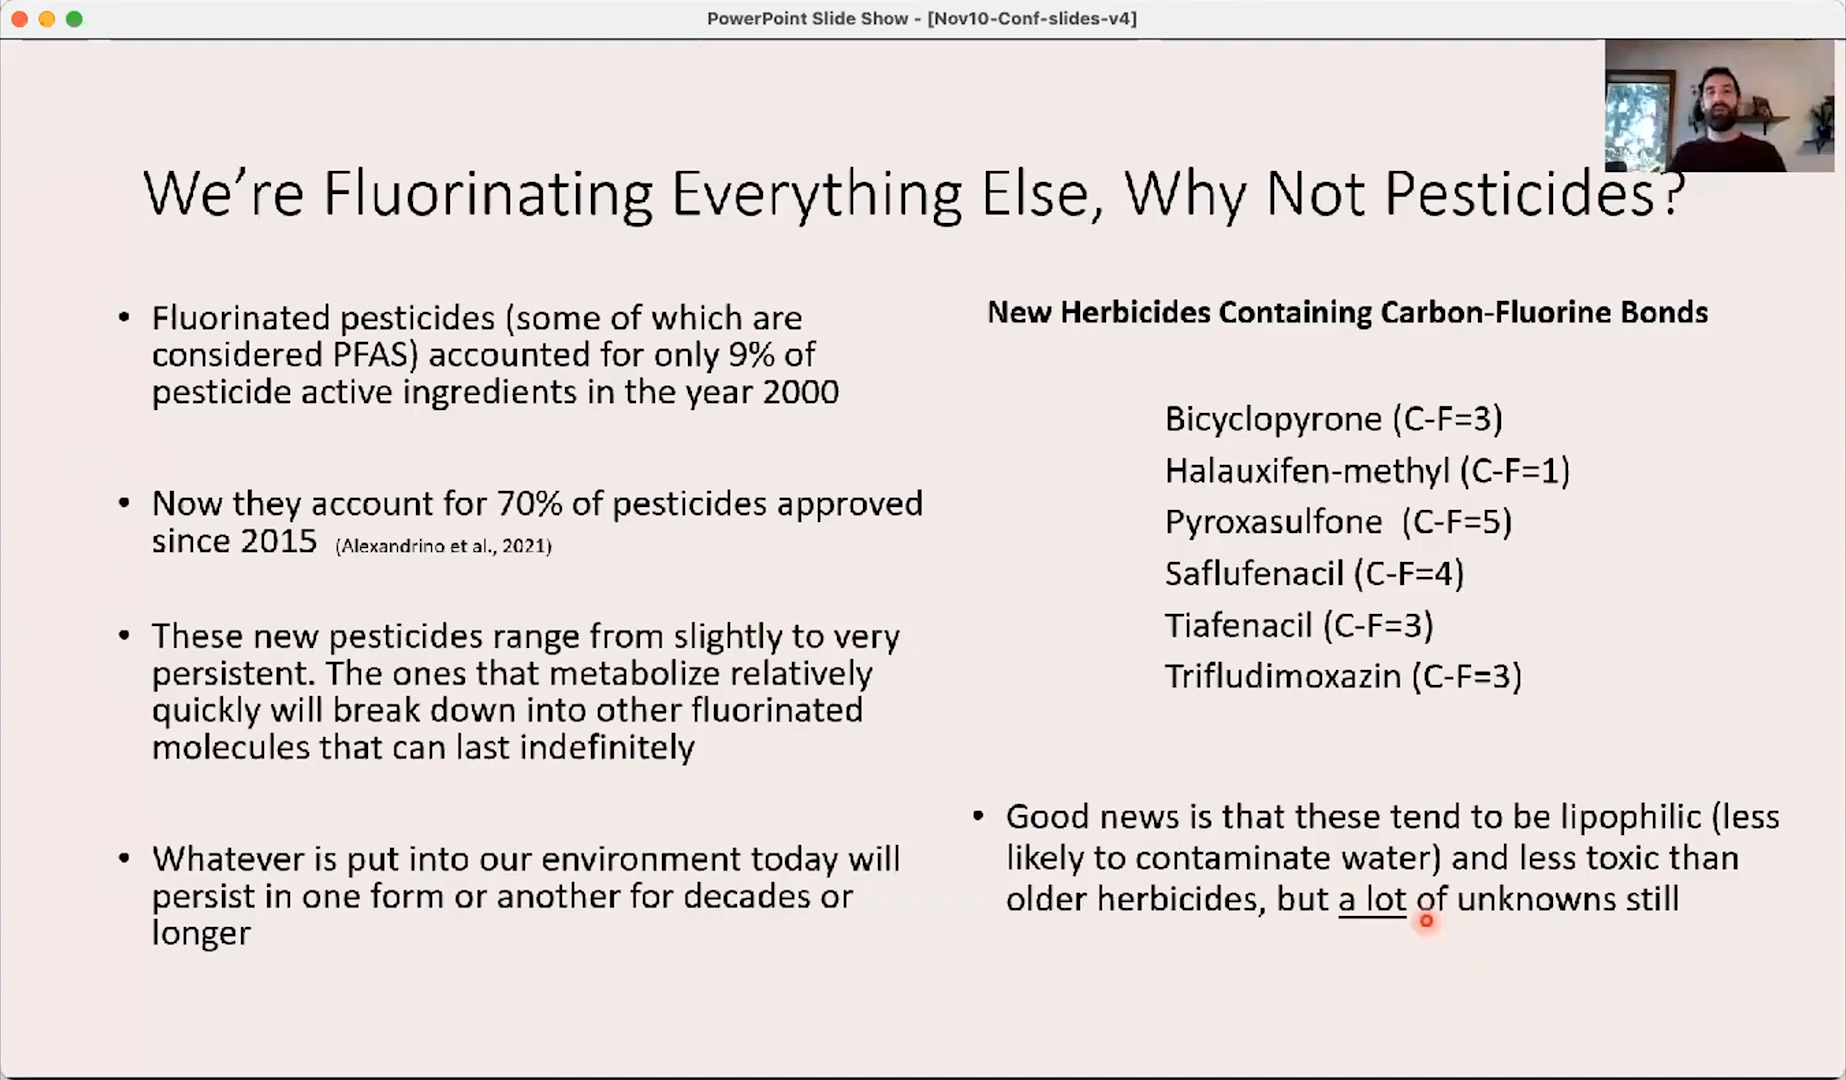 PowerPoint Slide Show - [Nov10-Conf-slides-v4]
We're Fluorinating Everything Else, Why Not Pesticides?
• Fluorinated pesticides (some of which are
considered PFAS) accounted for only 9% of
pesticide active ingredients in the year 2000
• Now they account for 70% of pesticides approved
since 2015 (Alexandrino et al., 2021)
• These new pesticides range from slightly to very
persistent. The ones that metabolize relatively
quickly will break down into other fluorinated
molecules that can last indefinitely
• Whatever is put into our environment today will
persist in one form or another for decades or
longer
New Herbicides Containing Carbon-Fluorine Bonds
Bicyclopyrone (C-F=3)
Halauxifen-methyl (C-F=1)
Pyroxasulfone (C-F=5)
Saflufenacil (C-F=4)
Tiafenacil (C-F=3)
Trifludimoxazin (C-F=3)
• Good news is that these tend to be lipophilic (less
likely to contaminate water) and less toxic than
older herbicides, but a lot of unknowns still